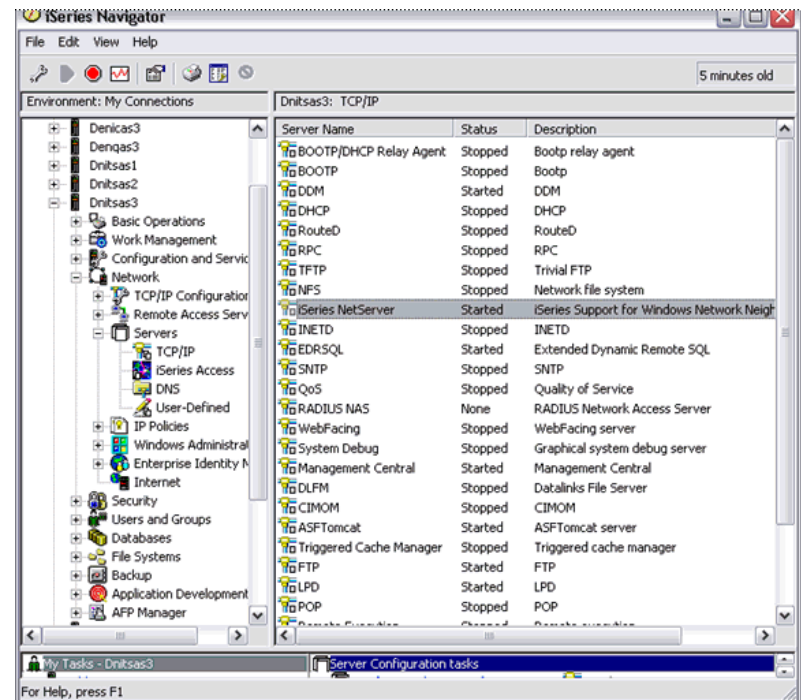 iSeries Navigator
File Edit View Help
5 minutes old
Environment: My Connections
Dnitsas3: TCP/IP
Denicas3
Denqas3
Dnitsas1
Dnitsas2
Dnitsas3
Basic Operations
Work Management
Configuration and Servic
Network
TCP/IP Configuration
Remote Access Serv
Servers
TCP/IP
iSeries Access
DNS
User-Defined
IP Policies
Windows Administral
Enterprise Identity M
Internet
Security
Users and Groups
Databases
File Systems
Backup
Application Development
AFP Manager
Server Name Status Description
BOOTP/DHCP Relay Agent Stopped Bootp relay agent
BOOTP Stopped Bootp
DDM Started DDM
DHCP Stopped DHCP
RouteD Stopped RouteD
RPC Stopped RPC
TFTP Stopped Trivial FTP
NFS Stopped Network file system
iSeries NetServer Started iSeries Support for Windows Network Neigh
INETD Stopped INETD
EDRSQL Started Extended Dynamic Remote SQL
SNTP Stopped SNTP
QoS Stopped Quality of Service
RADIUS NAS None RADIUS Network Access Server
WebFacing Stopped WebFacing server
System Debug Stopped Graphical system debug server
Management Central Started Management Central
DLFM Stopped Datalinks File Server
CIMOM Stopped CIMOM
ASFTomcat Started ASFTomcat server
Triggered Cache Manager Stopped Triggered cache manager
FTP Started FTP
LPD Started LPD
POP Stopped POP
My Tasks - Dnitsas3
Server Configuration tasks
For Help, press F1